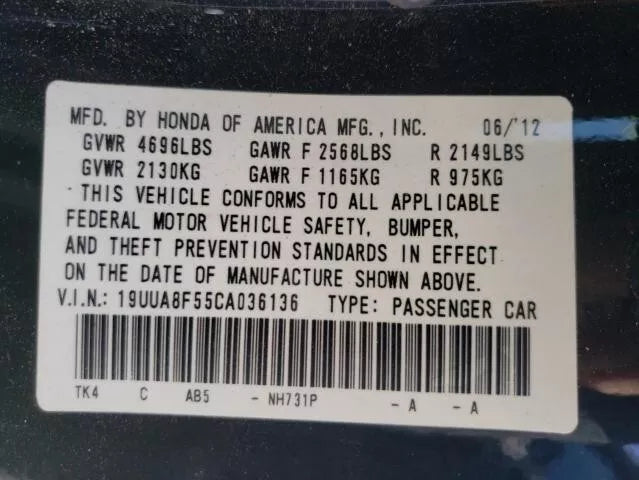 MFD. BY HONDA OF AMERICA MFG., INC. 06/'12
GVWR 4696LBS GAWR F 2568LBS R 2149LBS
GVWR 2130KG GAWR F 1165KG R 975KG
THIS VEHICLE CONFORMS TO ALL APPLICABLE
FEDERAL MOTOR VEHICLE SAFETY, BUMPER,
AND THEFT PREVENTION STANDARDS IN EFFECT
ON THE DATE OF MANUFACTURE SHOWN ABOVE.
V.I.N.: 19UUA8F55CA036136 TYPE: PASSENGER CAR
TK4 C AB5 - NH731P - A - A